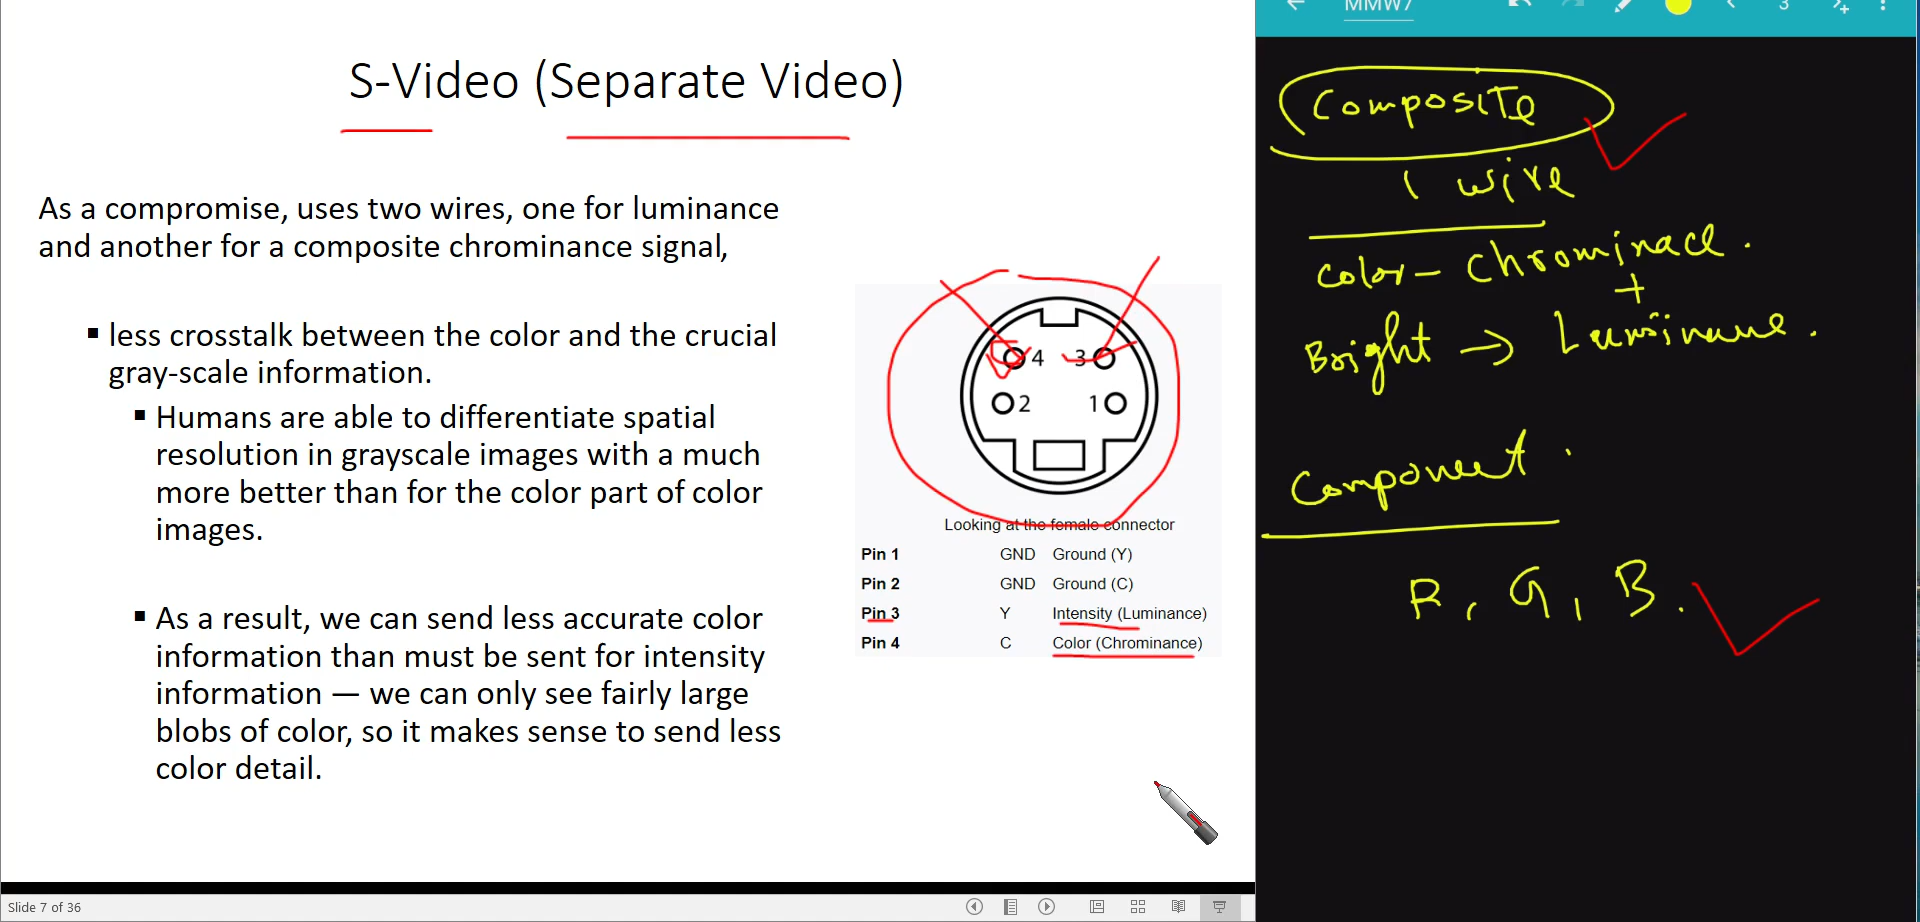 S-Video (Separate Video)
As a compromise, uses two wires, one for luminance
and another for a composite chrominance signal,
▪ less crosstalk between the color and the crucial
gray-scale information.
▪ Humans are able to differentiate spatial
resolution in grayscale images with a much
more better than for the color part of color
images.
▪ As a result, we can send less accurate color
information than must be sent for intensity
information — we can only see fairly large
blobs of color, so it makes sense to send less
color detail.
4 3
2 1
Looking at the female connector
Pin 1 GND Ground (Y)
Pin 2 GND Ground (C)
Pin 3 Y Intensity (Luminance)
Pin 4 C Color (Chrominance)
Slide 7 of 36
MMW7 3
Composite
1 wire
Color - Chrominace.
+
Bright → Luminance.
Component.
R, G, B.